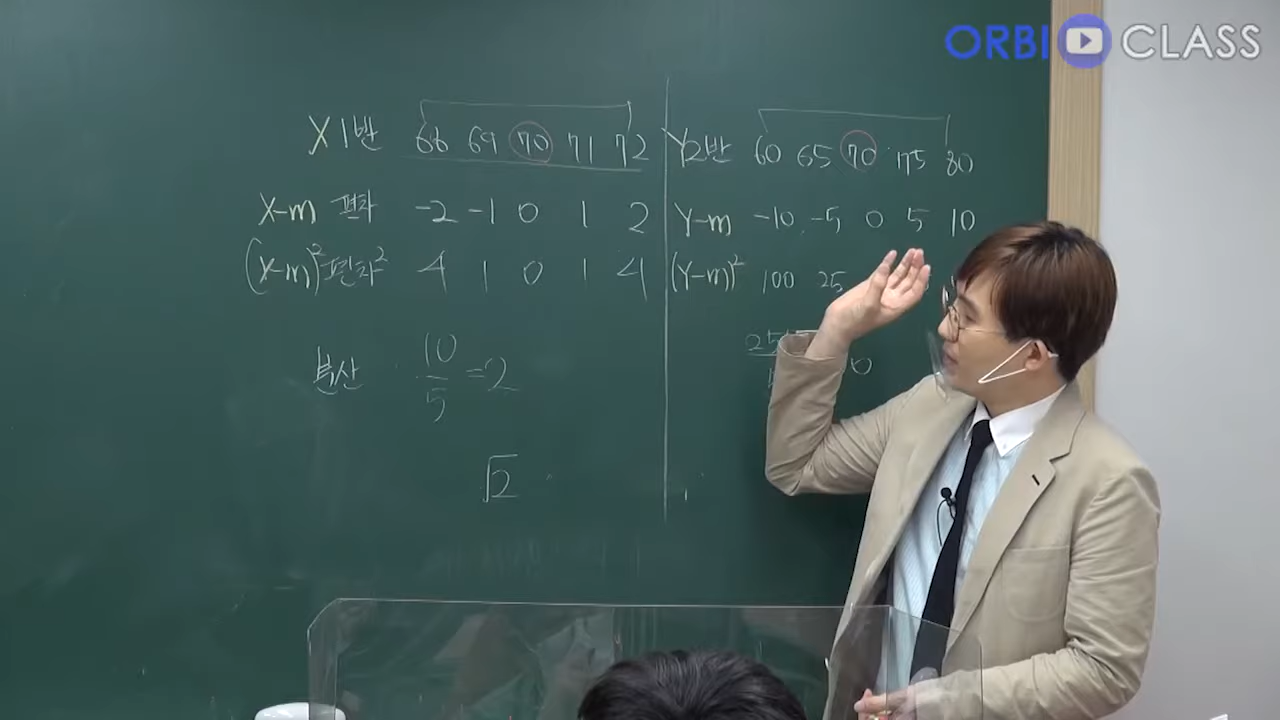 ORBI CLASS
X 1반 66 69 70 71 72
Y 2반 60 65 70 75 80
X-m 편차 -2 -1 0 1 2
Y-m -10 -5 0 5 10
(X-m)² 편차² 4 1 0 1 4
(Y-m)² 100 25
분산 10/5 =2
√2